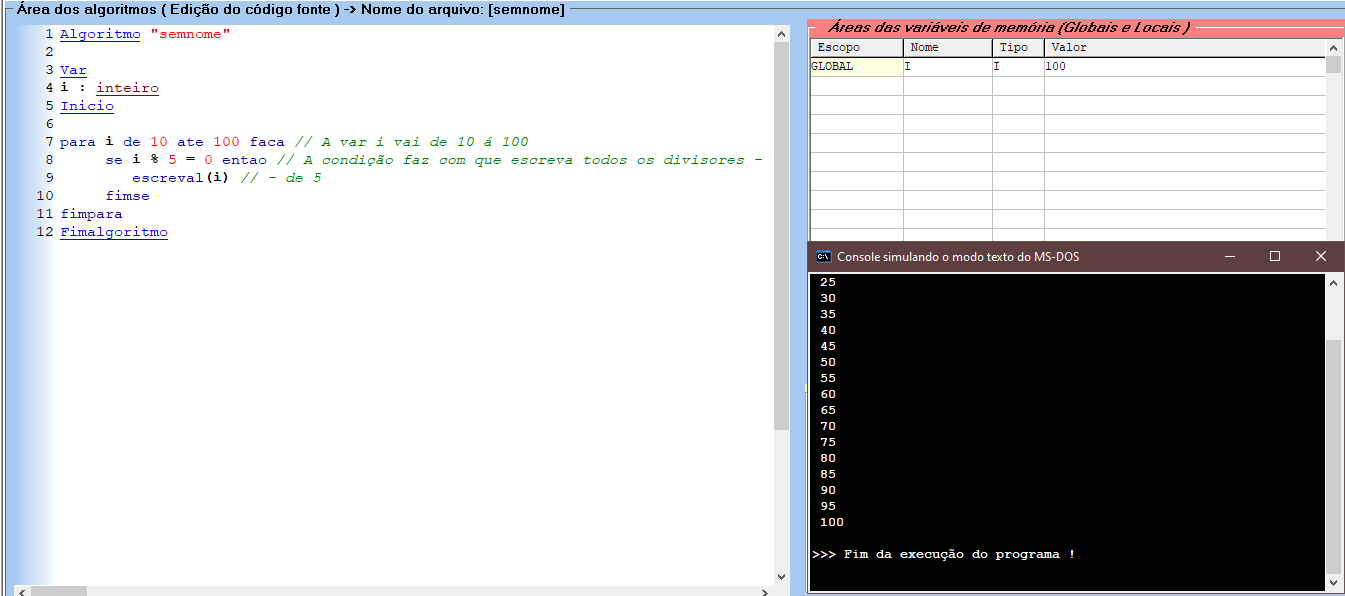 Área dos algoritmos ( Edição do código fonte ) -> Nome do arquivo: [semnome]
1 Algoritmo "semnome"
2
3 Var
4 i : inteiro
5 Inicio
6
7 para i de 10 ate 100 faca // A var i vai de 10 á 100
8 se i % 5 = 0 entao // A condição faz com que escreva todos os divisores -
9 escreval(i) // - de 5
10 fimse
11 fimpara
12 Fimalgoritmo
Áreas das variáveis de memória (Globais e Locais )
Escopo Nome Tipo Valor
GLOBAL I I 100
Console simulando o modo texto do MS-DOS
25
30
35
40
45
50
55
60
65
70
75
80
85
90
95
100
>>> Fim da execução do programa !